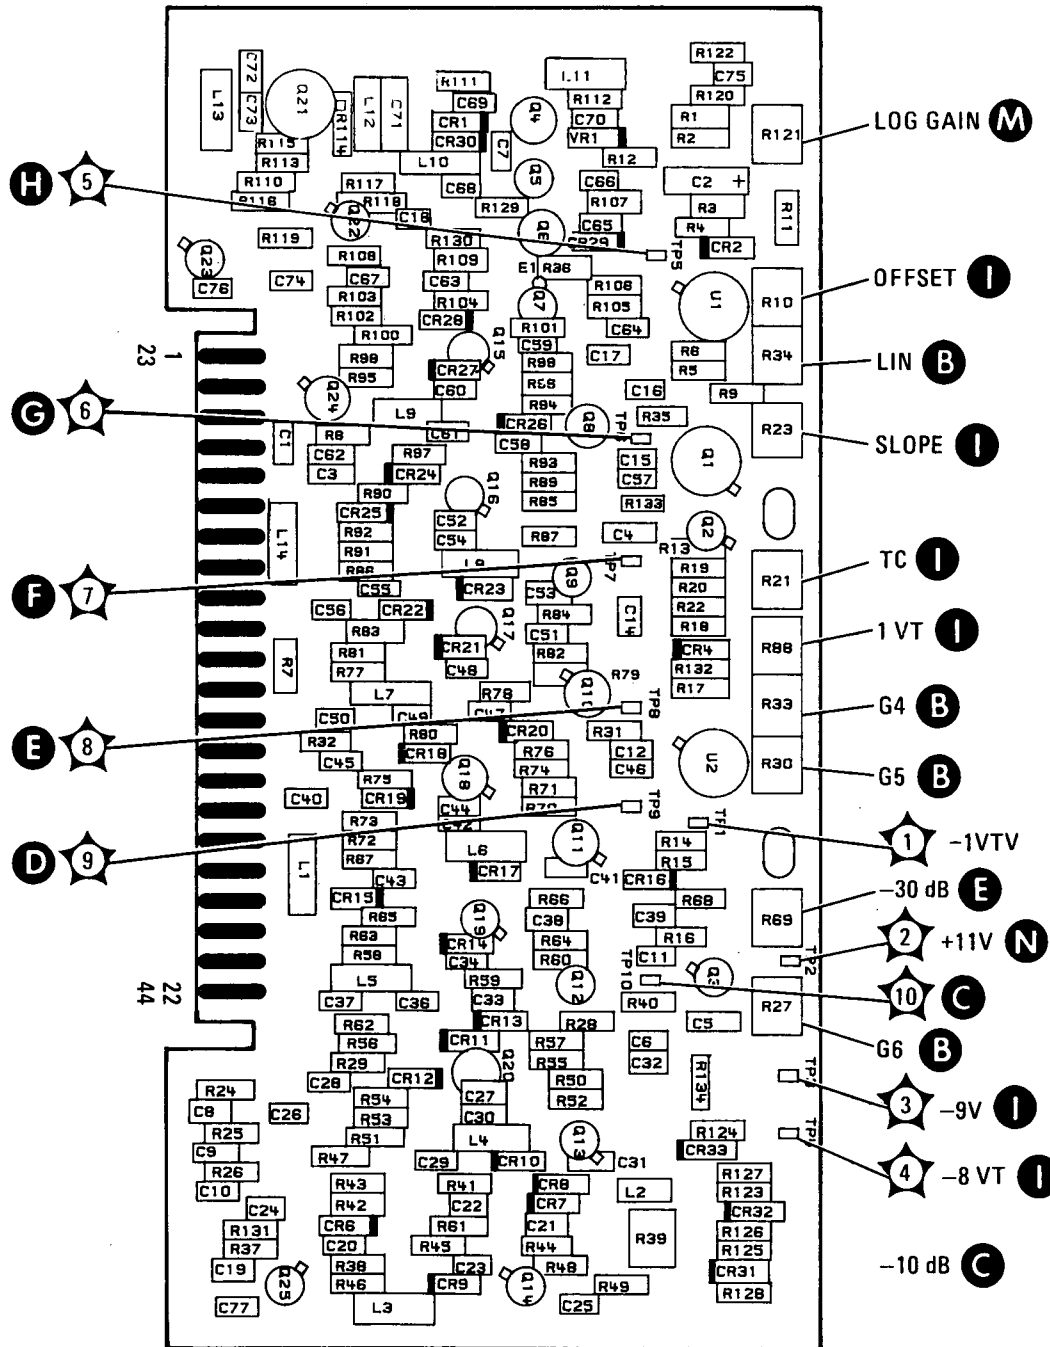 R122
C72
L11
C75
R111
L13
Q21
L12
C71
C69
R112
R120
C73
R114
CR1
Q4
C70
R1
R121
LOG GAIN M
R115
CR30
C7
VR1
R2
R113
L10
R12
H 5
R110
R117
C68
Q5
C66
C2 +
R116
R118
R129
R107
R3
R11
Q22
C18
C65
R4
R119
R130
Q6
CR29
CR2
Q23
R108
R109
E1
R36
TP5
C76
C74
C67
C63
R106
U1
R10
OFFSET I
R103
R104
Q7
R105
R102
CR28
R101
C64
1
23
R100
Q15
C59
R34
LIN B
R98
C17
R6
R95
CR27
R99
R5
C60
C16
R9
Q24
L9
R94
R35
G 6
CR26
Q8
R23
SLOPE I
C1
R8
C61
C58
C62
R97
R93
C15
Q1
C3
CR24
R89
C57
R90
Q16
R85
R133
CR25
C52
L14
R92
C54
R87
C4
Q2
R91
R13
TP7
R19
R21
TC I
C55
CR23
Q9
R20
F 7
C56
CR22
C53
R22
R83
Q17
R84
C14
R18
1 VT I
R81
CR21
C51
CR4
R7
R77
C48
R82
R132
R79
R17
L7
R78
Q10
R33
G4 B
C50
C49
TP8
R32
R80
CR20
R31
E 8
C45
CR18
R76
C12
U2
R30
G5 B
R75
Q18
R74
C46
C40
CR19
R71
C44
TP9
R73
TP1
1 -1VTV
D 9
R72
L6
Q11
R14
R67
R15
L1
C43
CR17
C41
CR16
-30 dB E
CR15
R66
R68
R65
Q19
C38
C39
R69
R63
CR14
R64
R16
2 +11V N
R58
C34
R60
C11
TP2
L5
R59
Q12
TP10
Q3
10 C
22
44
C37
C36
C33
R40
R27
R62
CR13
R28
C5
R56
CR11
R57
C6
G6 B
R29
R55
C32
R24
C28
CR12
Q20
R50
R134
R54
C27
R52
3 -9V I
C8
C26
R53
C30
R25
R51
L4
Q13
R124
C9
R47
C29
CR10
C31
CR33
R26
R127
4 -8 VT I
C10
R43
R41
CR8
L2
R123
C24
R42
C22
CR7
CR32
R131
CR6
R61
C21
R39
R126
R37
C20
R45
R44
R125
C19
R38
C23
R48
CR31
-10 dB C
R46
CR9
R49
R128
C77
Q25
L3
Q14
C25